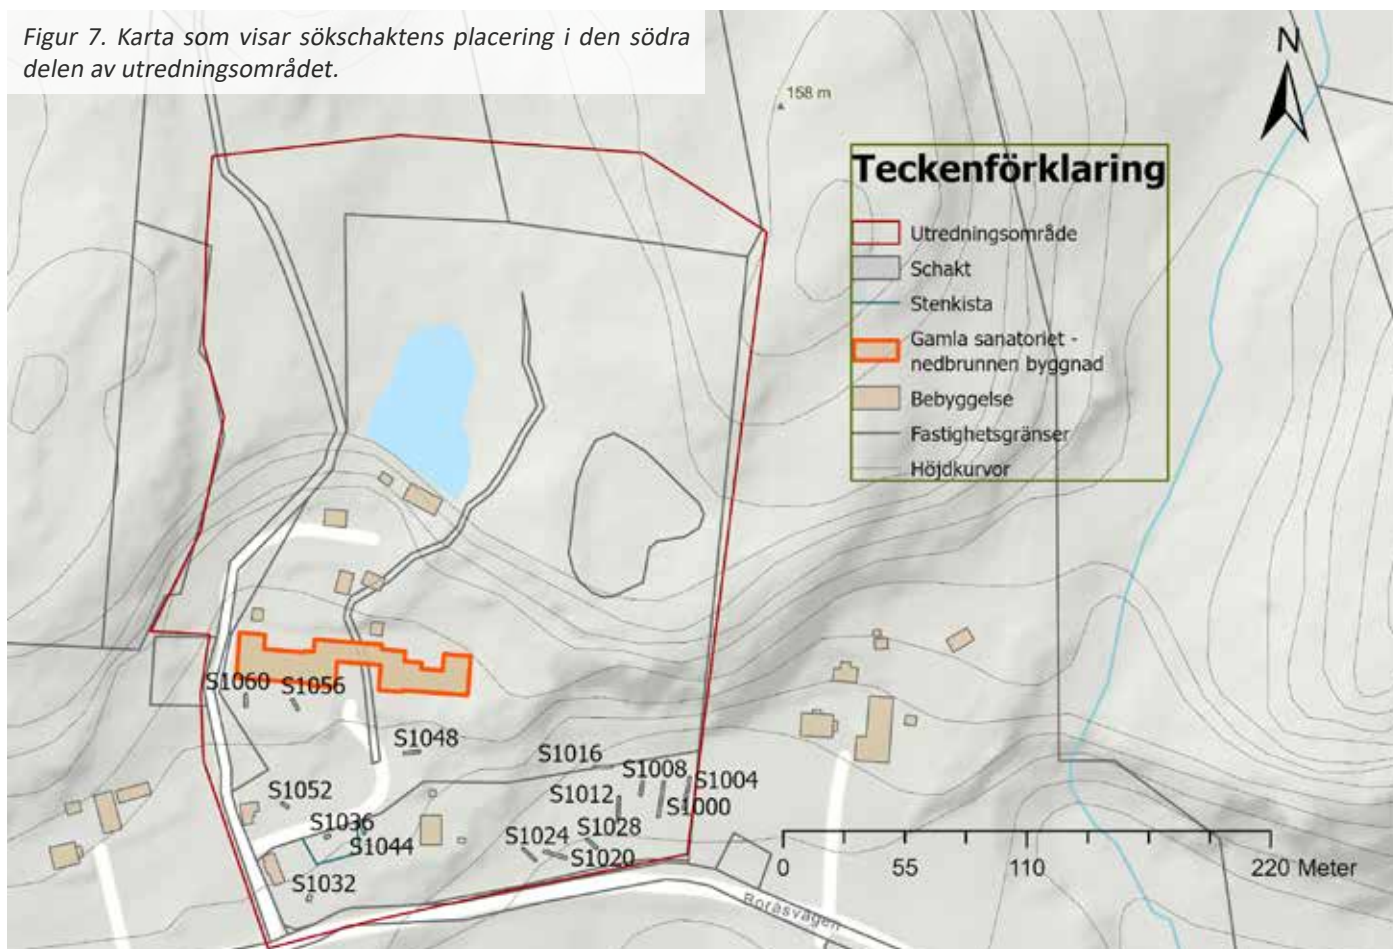 Figur 7. Karta som visar sökschaktens placering i den södra
delen av utredningsområdet.
N
158 m
Teckenförklaring
Utredningsområde
Schakt
Stenkista
Gamla sanatoriet -
nedbrunnen byggnad
Bebyggelse
Fastighetsgränser
Höjdkurvor
S1060
S1056
S1048
S1016
S1008
S1004
S1012
S1000
S1052
S1036
S1044
S1024
S1028
S1020
S1032
0 55 110 220 Meter
Boråsvägen